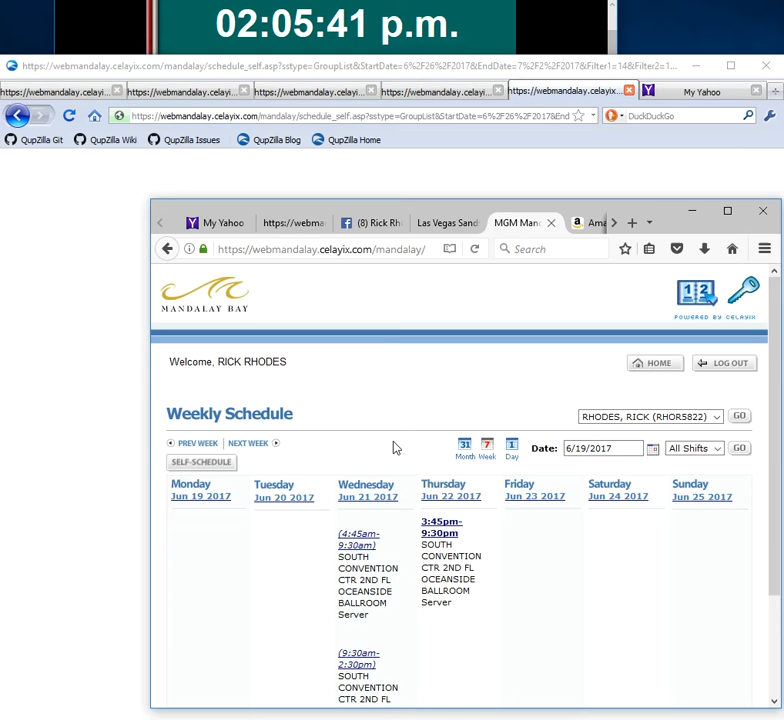 02:05:41 p.m.
https://webmandalay.celayix.com/mandalay/schedule_self.asp?sstype=GroupList&StartDate=6%2F26%2F2017&EndDate=7%2F2%2F2017&Filter1=14&Filter2=1...
https://webmandalay.celayi...
https://webmandalay.celayi...
https://webmandalay.celayi...
https://webmandalay.celayi...
https://webmandalay.celayix...
My Yahoo
https://webmandalay.celayix.com/mandalay/schedule_self.asp?sstype=GroupList&StartDate=6%2F26%2F2017&End
DuckDuckGo
QupZilla Git
QupZilla Wiki
QupZilla Issues
QupZilla Blog
QupZilla Home
My Yahoo
https://webma
(8) Rick Rh
Las Vegas Sand
MGM Man
Ama
https://webmandalay.celayix.com/mandalay/
Search
MANDALAY BAY
1 2
POWERED BY CELAYIX
Welcome, RICK RHODES
HOME
LOG OUT
Weekly Schedule
RHODES, RICK (RHOR5822)
GO
PREV WEEK
NEXT WEEK
31
Month
7
Week
1
Day
Date:
6/19/2017
All Shifts
GO
SELF-SCHEDULE
Monday
Jun 19 2017
Tuesday
Jun 20 2017
Wednesday
Jun 21 2017
Thursday
Jun 22 2017
Friday
Jun 23 2017
Saturday
Jun 24 2017
Sunday
Jun 25 2017
(4:45am-
9:30am)
SOUTH
CONVENTION
CTR 2ND FL
OCEANSIDE
BALLROOM
Server
(9:30am-
2:30pm)
SOUTH
CONVENTION
CTR 2ND FL
3:45pm-
9:30pm
SOUTH
CONVENTION
CTR 2ND FL
OCEANSIDE
BALLROOM
Server